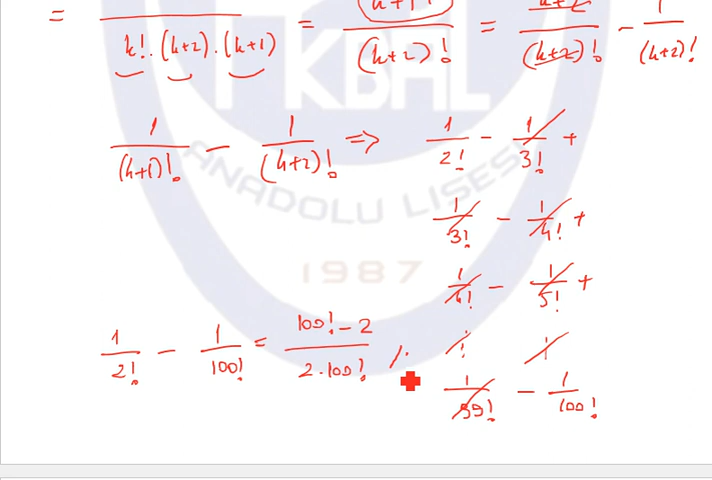 = / k!.(k+2).(k+1) = (k+1) / (k+2)! = k+2 / (k+2)! - 1 / (k+2)!
1/(k+1)! - 1/(k+2)! => 1/2! - 1/3! +
1/3! - 1/4! +
ANADOLU LİSESİ
1987
1/4! - 1/5! +
1/2! - 1/100! = 100!-2 / 2.100! /.
1/99! - 1/100!
KBHL